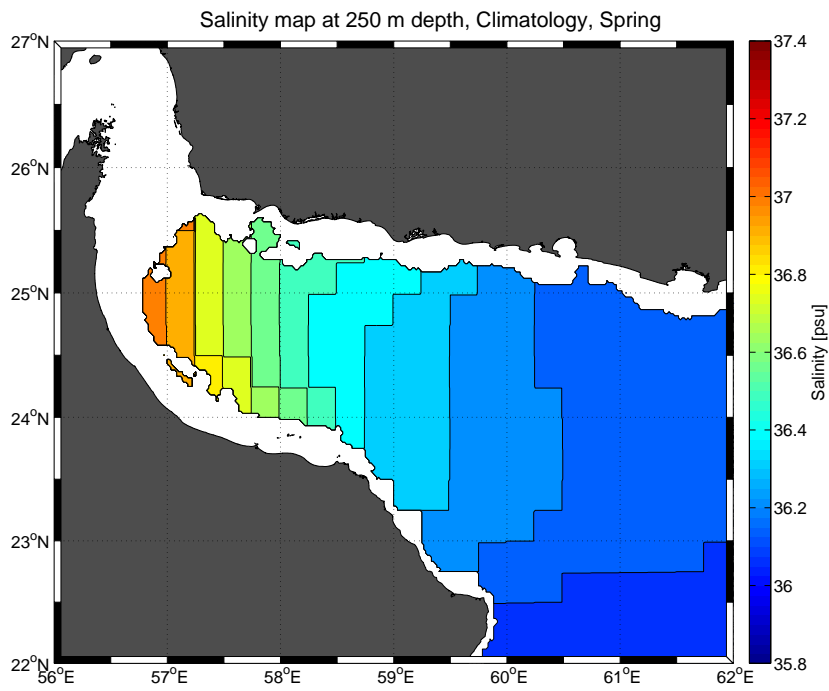 Salinity map at 250 m depth, Climatology, Spring
27°N
26°N
25°N
24°N
23°N
22°N
56°E
57°E
58°E
59°E
60°E
61°E
62°E
37.4
37.2
37
36.8
36.6
36.4
36.2
36
35.8
Salinity [psu]